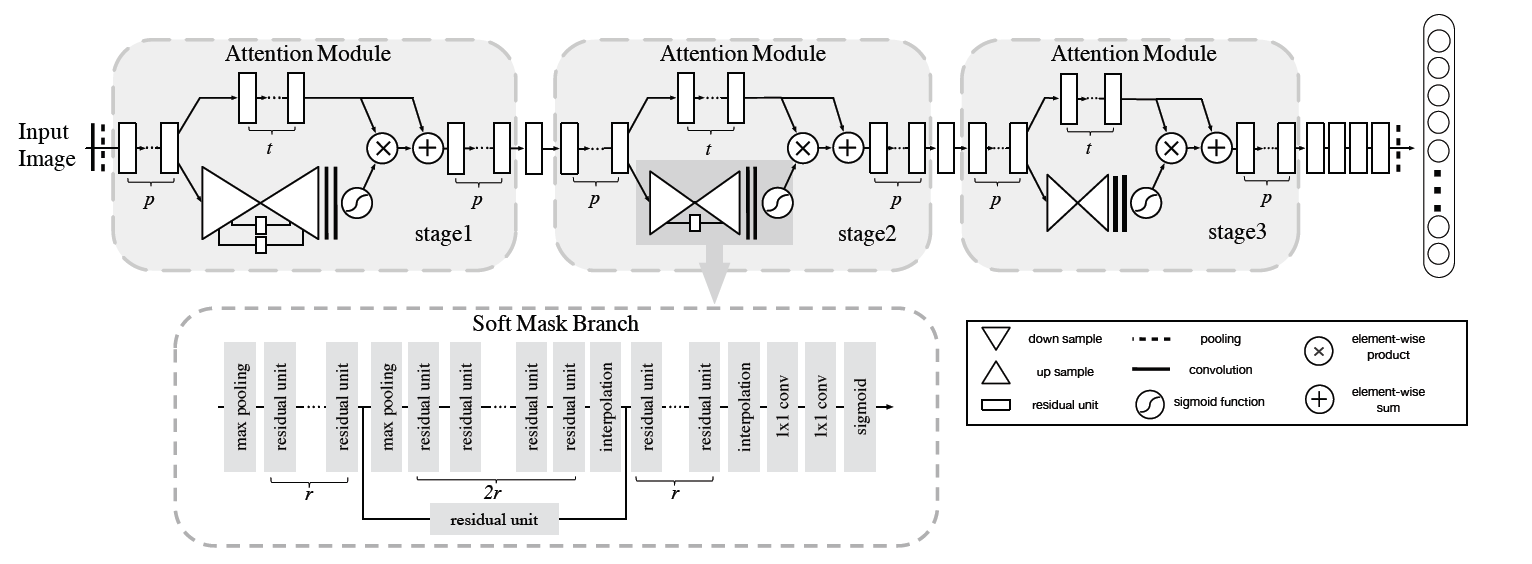 Attention Module
Attention Module
Attention Module
Input
Image
p
t
p
stage1
p
t
p
stage2
p
t
p
stage3
Soft Mask Branch
max pooling
residual unit
residual unit
max pooling
residual unit
residual unit
residual unit
residual unit
interpolation
residual unit
residual unit
interpolation
1x1 conv
1x1 conv
sigmoid
r
2r
r
residual unit
down sample
up sample
residual unit
pooling
convolution
sigmoid function
element-wise
product
element-wise
sum